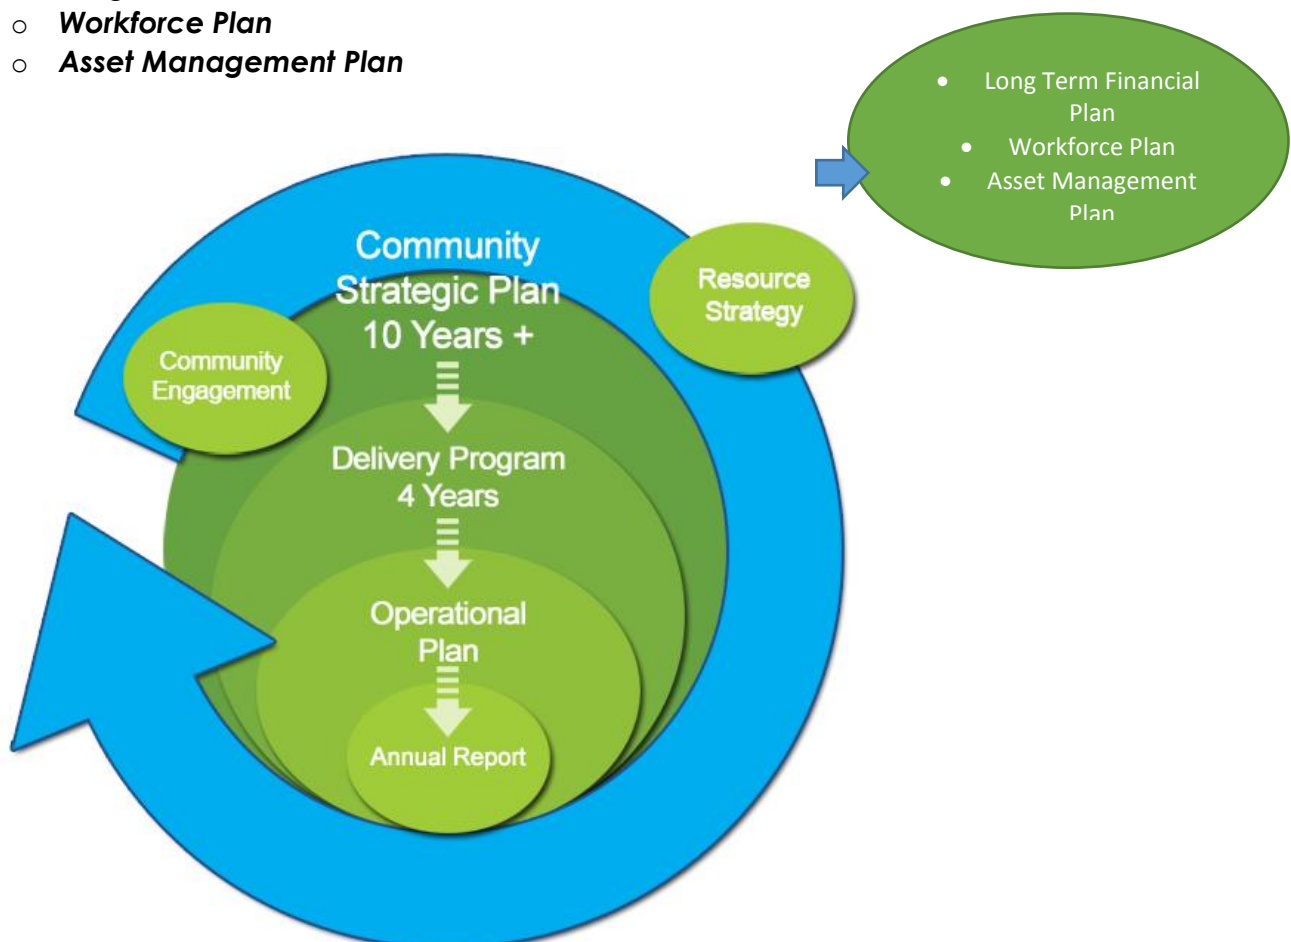 o Workforce Plan
o Asset Management Plan
• Long Term Financial
Plan
• Workforce Plan
• Asset Management
Plan
Community
Strategic Plan
10 Years +
Resource
Strategy
Community
Engagement
Delivery Program
4 Years
Operational
Plan
Annual Report